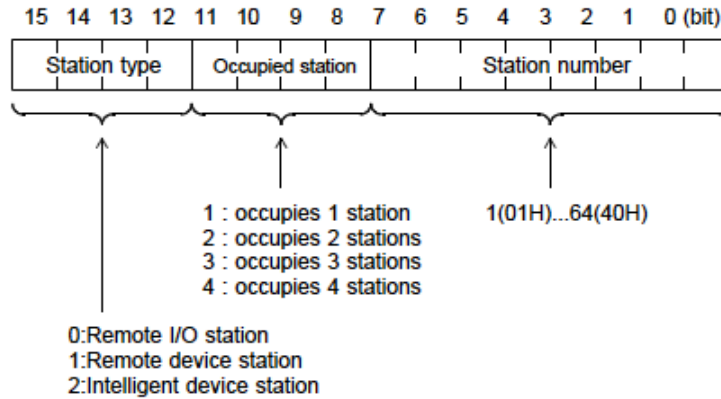 15 14 13 12 11 10 9 8 7 6 5 4 3 2 1 0 (bit)
Station type Occupied station Station number
1 : occupies 1 station 1(01H)...64(40H)
2 : occupies 2 stations
3 : occupies 3 stations
4 : occupies 4 stations
0:Remote I/O station
1:Remote device station
2:Intelligent device station